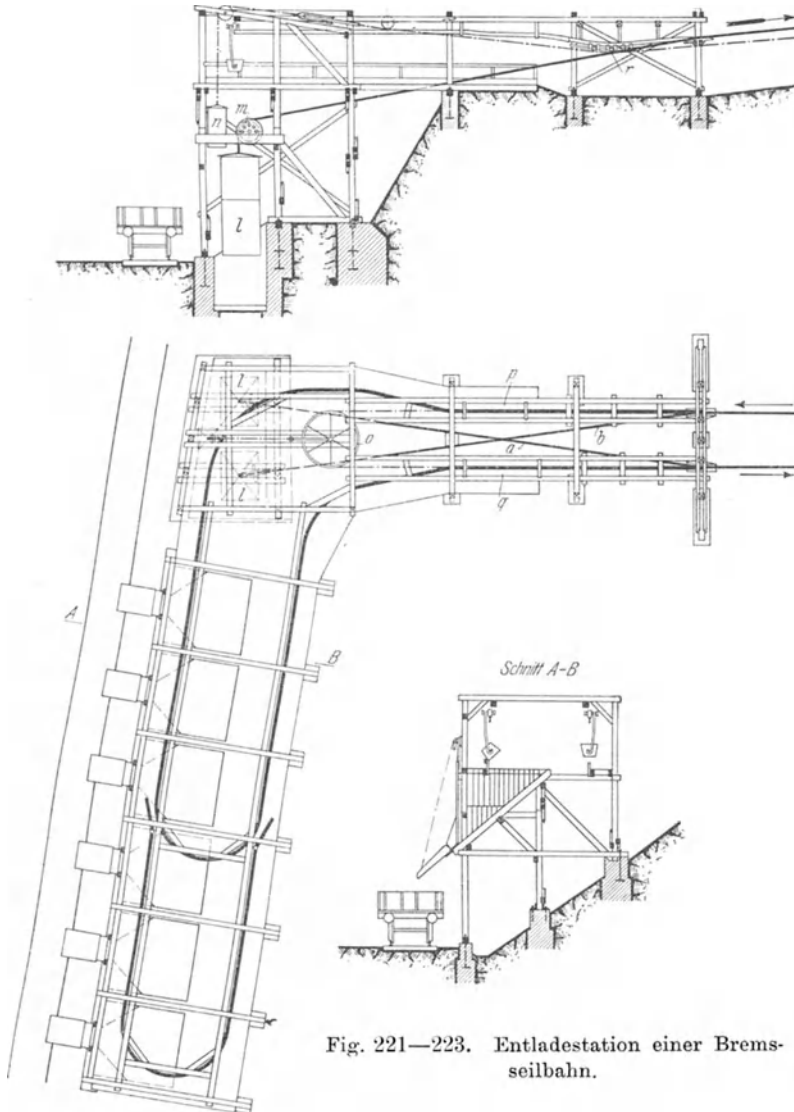 n
m
r
l
p
l
o
a
b
l
q
A
B
Schnitt A–B
Fig. 221—223. Entladestation einer Brems-
seilbahn.